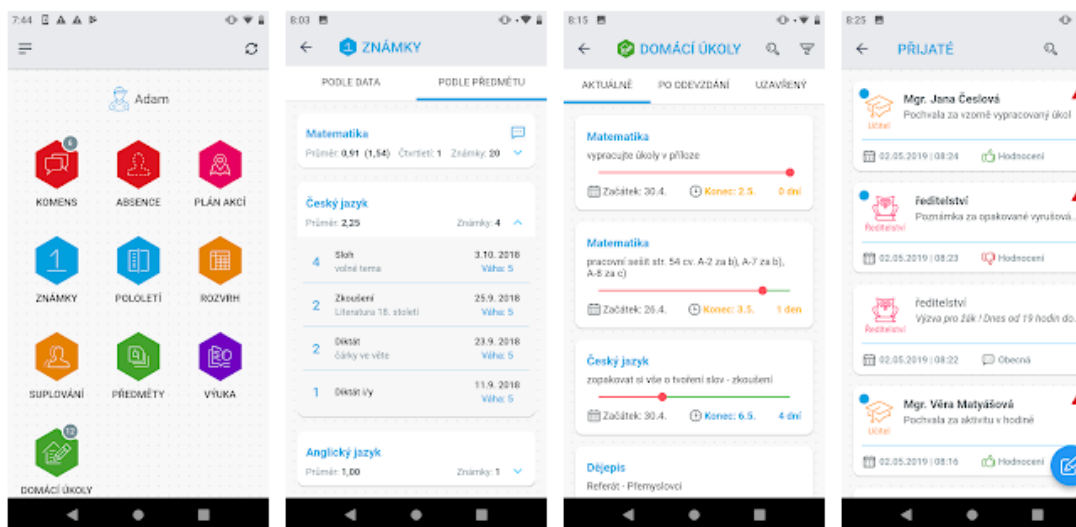 7:44
Adam
6
KOMENS
ABSENCE
PLÁN AKCÍ
1
ZNÁMKY
POLOLETÍ
ROZVRH
SUPLOVÁNÍ
PŘEDMĚTY
VÝUKA
12
DOMÁCÍ ÚKOLY
8:03
1 ZNÁMKY
PODLE DATA PODLE PŘEDMĚTU
Matematika
Průměr: 0,91 (1,54) Čtvrtletí: 1 Známky: 20
Český jazyk
Průměr: 2,25 Známky: 4
4 Sloh 3.10. 2018
volné tema Váha: 5
2 Zkoušení 25.9. 2018
Literatura 18. století Váha: 5
2 Diktát 23.9. 2018
čárky ve větě Váha: 5
1 Diktát i/y 11.9. 2018
Váha: 5
Anglický jazyk
Průměr: 1,00 Známky: 1
8:15
DOMÁCÍ ÚKOLY
AKTUÁLNĚ PO ODEVZDÁNÍ UZAVŘENÝ
Matematika
vypracujte úkoly v příloze
Začátek: 30.4. Konec: 2.5. 0 dní
Matematika
pracovní sešit str. 54 cv. A-2 za b), A-7 za b),
A-8 za c)
Začátek: 26.4. Konec: 3.5. 1 den
Český jazyk
zopakovat si vše o tvoření slov - zkoušení
Začátek: 30.4. Konec: 6.5. 4 dní
Dějepis
Referát - Přemyslovci
8:25
PŘIJATÉ
Mgr. Jana Česlová
Pochvala za vzorně vypracovaný úkol
Učitel
02.05.2019 | 08:24 Hodnocení
ředitelství
Poznámka za opakované vyrušová..
Ředitelství
02.05.2019 | 08:23 Hodnocení
ředitelství
Výzva pro žák ! Dnes od 19 hodin do.
Ředitelství
02.05.2019 | 08:22 Obecná
Mgr. Věra Matyášová
Pochvala za aktivitu v hodině
Učitel
02.05.2019 | 08:16 Hodnocení